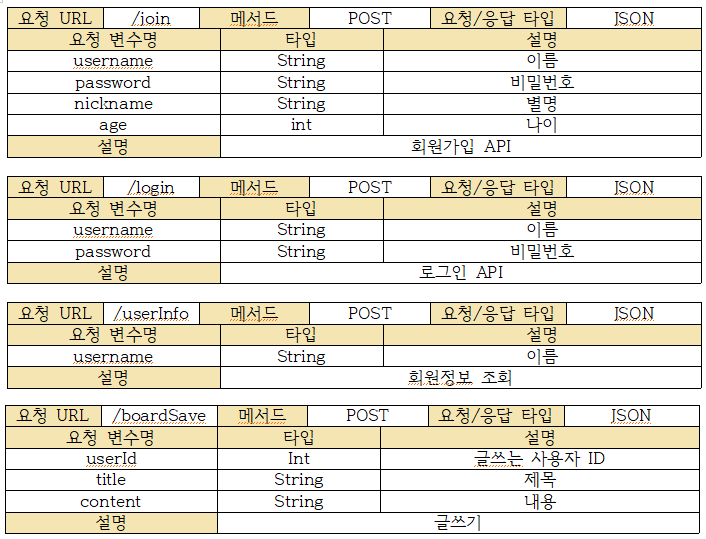 요청 URL /join 메서드 POST 요청/응답 타입 JSON
요청 변수명 타입 설명
username String 이름
password String 비밀번호
nickname String 별명
age int 나이
설명 회원가입 API
요청 URL /login 메서드 POST 요청/응답 타입 JSON
요청 변수명 타입 설명
username String 이름
password String 비밀번호
설명 로그인 API
요청 URL /userInfo 메서드 POST 요청/응답 타입 JSON
요청 변수명 타입 설명
username String 이름
설명 회원정보 조회
요청 URL /boardSave 메서드 POST 요청/응답 타입 JSON
요청 변수명 타입 설명
userId Int 글쓰는 사용자 ID
title String 제목
content String 내용
설명 글쓰기